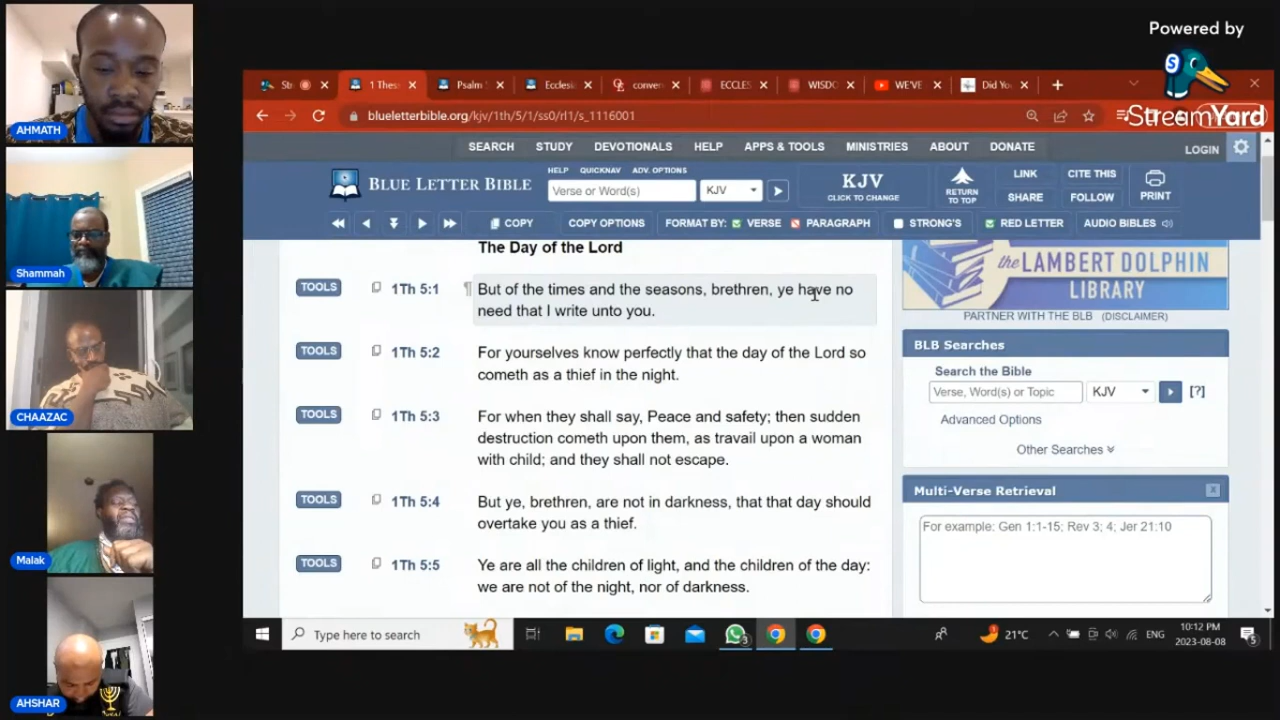 Powered by
S
StreamYard
AHMATH
Shammah
CHAAZAC
Malak
AHSHAR
Str
1 Thes
Psalm
Ecclesi
conver
ECCLES
WISDO
WE'VE
Did Yo
blueletterbible.org/kjv/1th/5/1/ss0/rl1/s_1116001
SEARCH STUDY DEVOTIONALS HELP APPS & TOOLS MINISTRIES ABOUT DONATE
LOGIN
BLUE LETTER BIBLE
HELP QUICKNAV ADV. OPTIONS
Verse or Word(s) KJV
KJV
CLICK TO CHANGE
RETURN
TO TOP
LINK CITE THIS
SHARE FOLLOW
PRINT
COPY COPY OPTIONS FORMAT BY: VERSE PARAGRAPH STRONG'S RED LETTER AUDIO BIBLES
The Day of the Lord
TOOLS 1Th 5:1 ¶ But of the times and the seasons, brethren, ye have no
need that I write unto you.
TOOLS 1Th 5:2 For yourselves know perfectly that the day of the Lord so
cometh as a thief in the night.
TOOLS 1Th 5:3 For when they shall say, Peace and safety; then sudden
destruction cometh upon them, as travail upon a woman
with child; and they shall not escape.
TOOLS 1Th 5:4 But ye, brethren, are not in darkness, that that day should
overtake you as a thief.
TOOLS 1Th 5:5 Ye are all the children of light, and the children of the day:
we are not of the night, nor of darkness.
the LAMBERT DOLPHIN
LIBRARY
PARTNER WITH THE BLB (DISCLAIMER)
BLB Searches
Search the Bible
Verse, Word(s) or Topic KJV [?]
Advanced Options
Other Searches
Multi-Verse Retrieval x
For example: Gen 1:1-15; Rev 3; 4; Jer 21:10
Type here to search
3
21°C
ENG
10:12 PM
2023-08-08
5